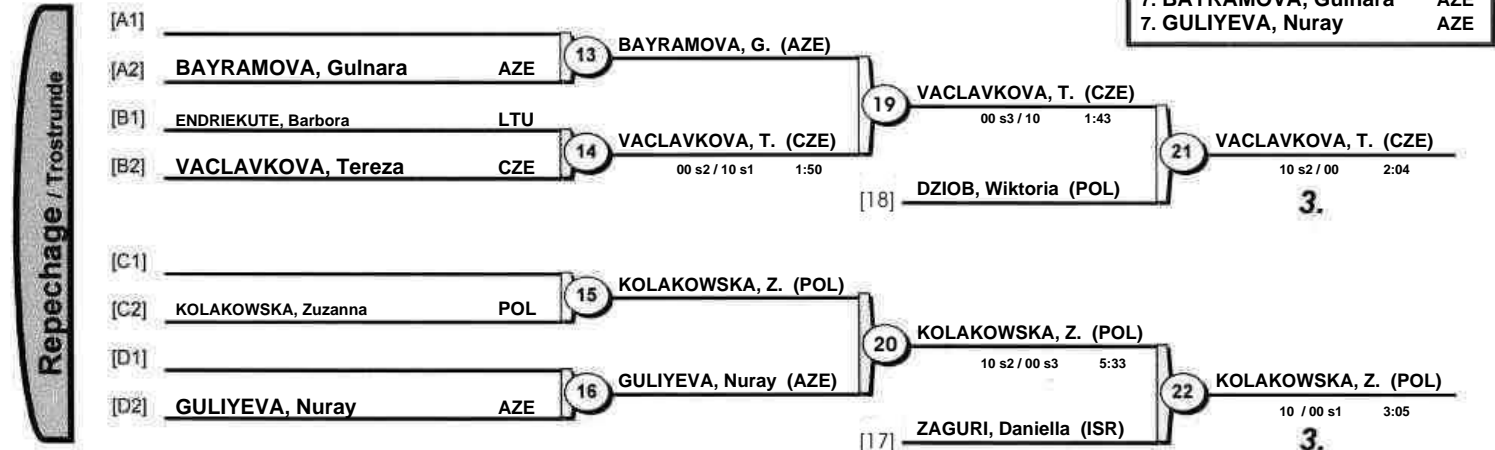 7. BAYRAMOVA, Gulnara AZE
7. GULIYEVA, Nuray AZE
Repechage / Trostrunde
[A1]
[A2] BAYRAMOVA, Gulnara AZE
13 BAYRAMOVA, G. (AZE)
[B1] ENDRIEKUTE, Barbora LTU
[B2] VACLAVKOVA, Tereza CZE
14 VACLAVKOVA, T. (CZE)
00 s2 / 10 s1 1:50
19 VACLAVKOVA, T. (CZE)
00 s3 / 10 1:43
[18] DZIOB, Wiktoria (POL)
21 VACLAVKOVA, T. (CZE)
10 s2 / 00 2:04
3.
[C1]
[C2] KOLAKOWSKA, Zuzanna POL
15 KOLAKOWSKA, Z. (POL)
[D1]
[D2] GULIYEVA, Nuray AZE
16 GULIYEVA, Nuray (AZE)
20 KOLAKOWSKA, Z. (POL)
10 s2 / 00 s3 5:33
[17] ZAGURI, Daniella (ISR)
22 KOLAKOWSKA, Z. (POL)
10 / 00 s1 3:05
3.